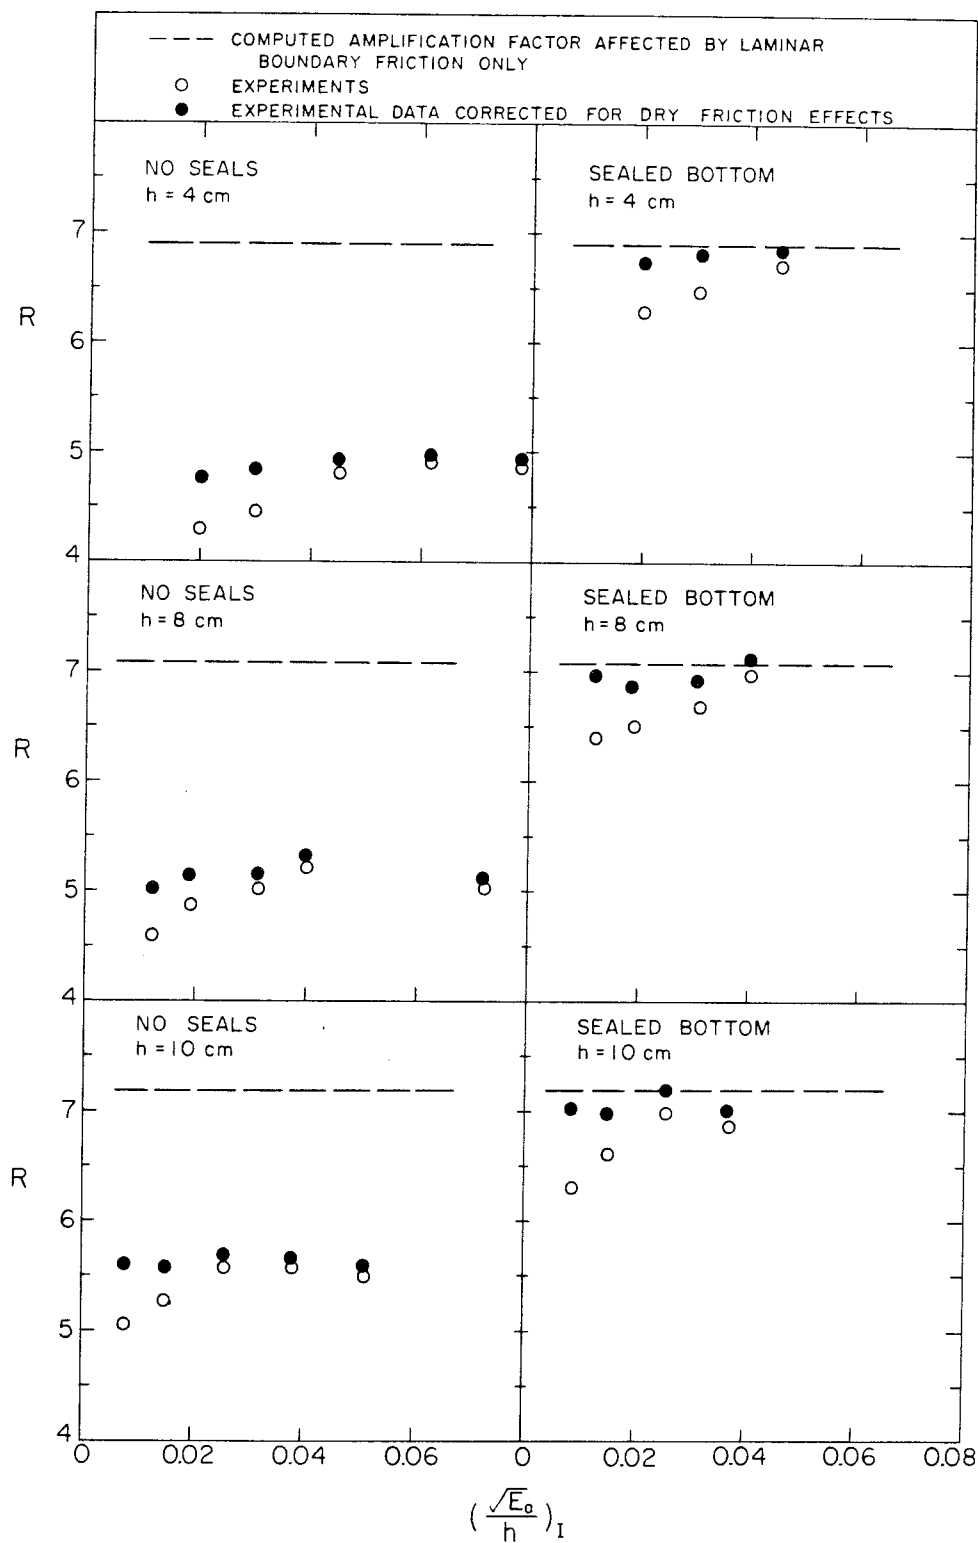 COMPUTED AMPLIFICATION FACTOR AFFECTED BY LAMINAR
BOUNDARY FRICTION ONLY
EXPERIMENTS
EXPERIMENTAL DATA CORRECTED FOR DRY FRICTION EFFECTS
NO SEALS
h = 4 cm
SEALED BOTTOM
h = 4 cm
7
R
6
5
4
NO SEALS
h = 8 cm
SEALED BOTTOM
h = 8 cm
7
R
6
5
4
NO SEALS
h = 10 cm
SEALED BOTTOM
h = 10 cm
7
R
6
5
4
0 0.02 0.04 0.06 0 0.02 0.04 0.06 0.08
(√E₀/h)I